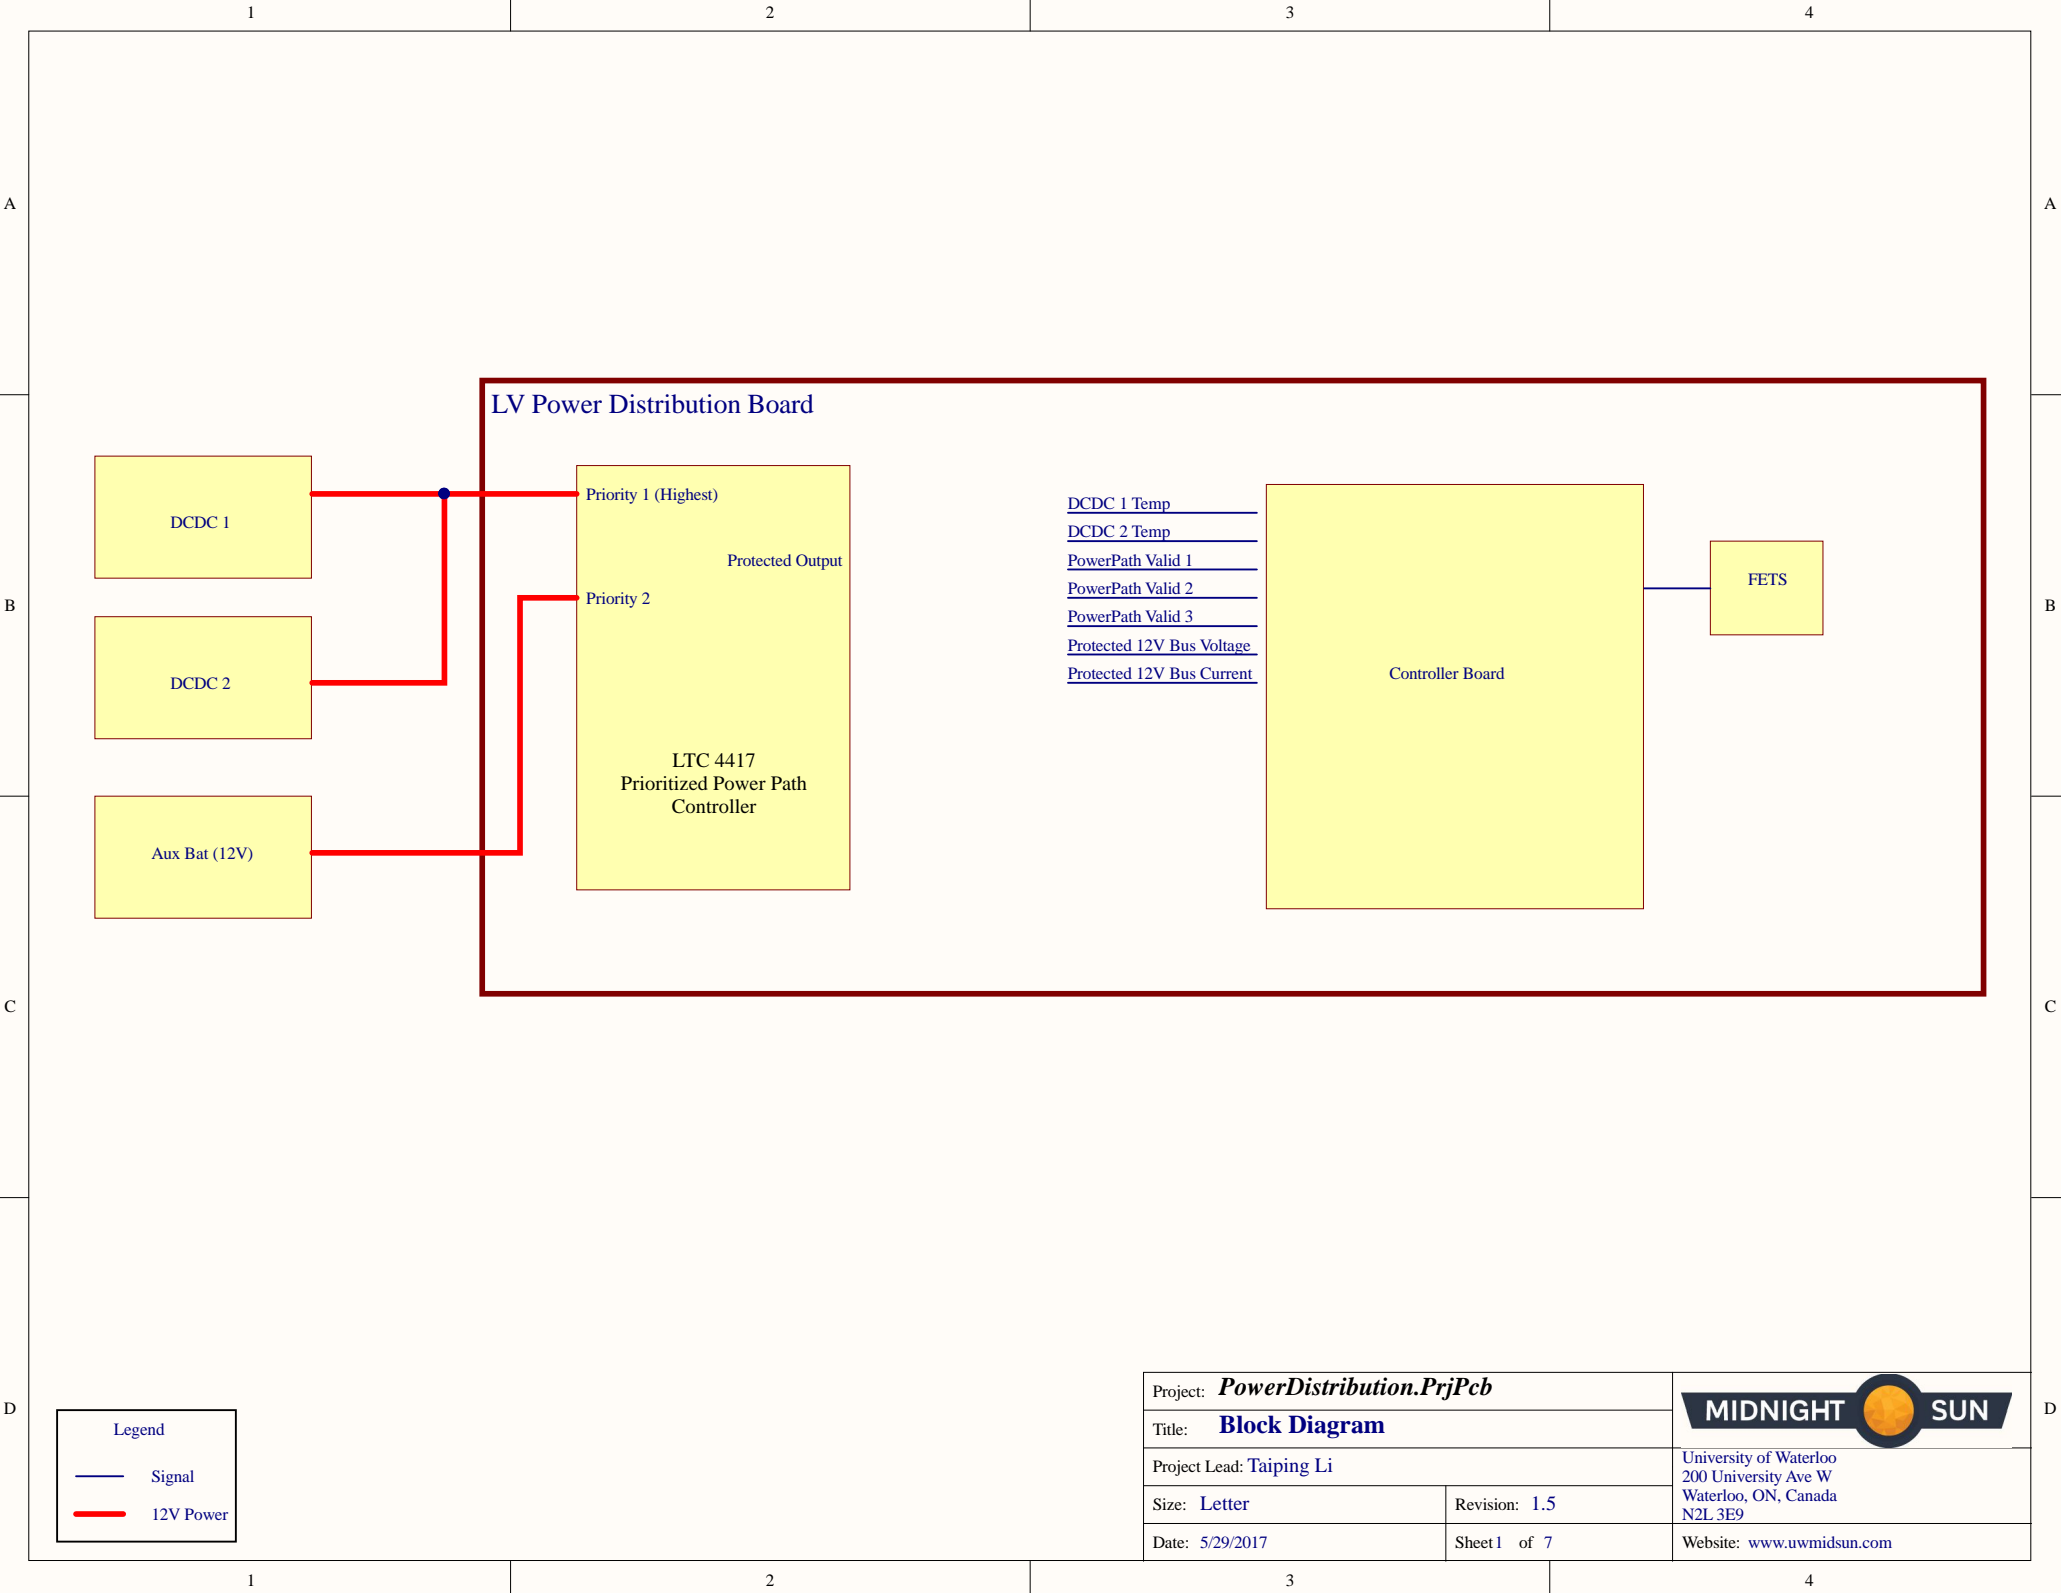 1
2
3
4
A
A
LV Power Distribution Board
DCDC 1
Priority 1 (Highest)
Protected Output
Priority 2
DCDC 1 Temp
DCDC 2 Temp
PowerPath Valid 1
PowerPath Valid 2
PowerPath Valid 3
Protected 12V Bus Voltage
Protected 12V Bus Current
FETS
Controller Board
B
B
DCDC 2
LTC 4417
Prioritized Power Path
Controller
Aux Bat (12V)
C
C
D
D
Legend
Signal
12V Power
Project: PowerDistribution.PrjPcb
Title: Block Diagram
Project Lead: Taiping Li
Size: Letter
Revision: 1.5
Date: 5/29/2017
Sheet 1 of 7
MIDNIGHT SUN
University of Waterloo
200 University Ave W
Waterloo, ON, Canada
N2L 3E9
Website: www.uwmidsun.com
1
2
3
4